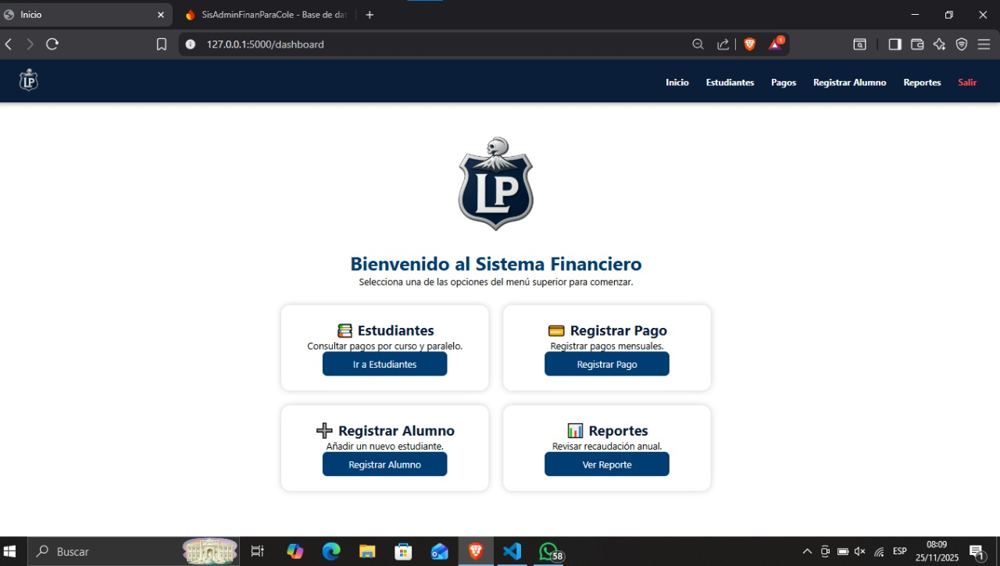 Inicio
SisAdminFinanParaCole - Base de dat
127.0.0.1:5000/dashboard
1
LP
Inicio
Estudiantes
Pagos
Registrar Alumno
Reportes
Salir
LP
Bienvenido al Sistema Financiero
Selecciona una de las opciones del menú superior para comenzar.
Estudiantes
Consultar pagos por curso y paralelo.
Ir a Estudiantes
Registrar Pago
Registrar pagos mensuales.
Registrar Pago
Registrar Alumno
Añadir un nuevo estudiante.
Registrar Alumno
Reportes
Revisar recaudación anual.
Ver Reporte
Buscar
58
ESP
08:09
25/11/2025
1